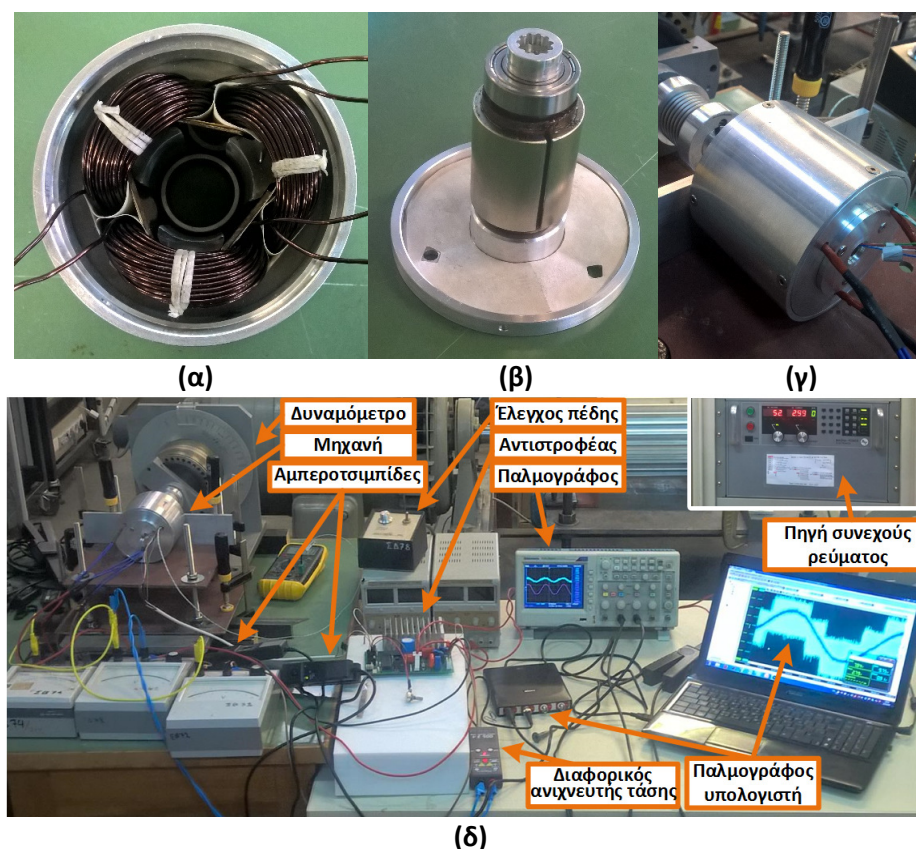 (α)
(β)
(γ)
Δυναμόμετρο
Μηχανή
Αμπεροτσιμπίδες
Έλεγχος πέδης
Αντιστροφέας
Παλμογράφος
Πηγή συνεχούς
ρεύματος
Διαφορικός
ανιχνευτής τάσης
Παλμογράφος
υπολογιστή
(δ)